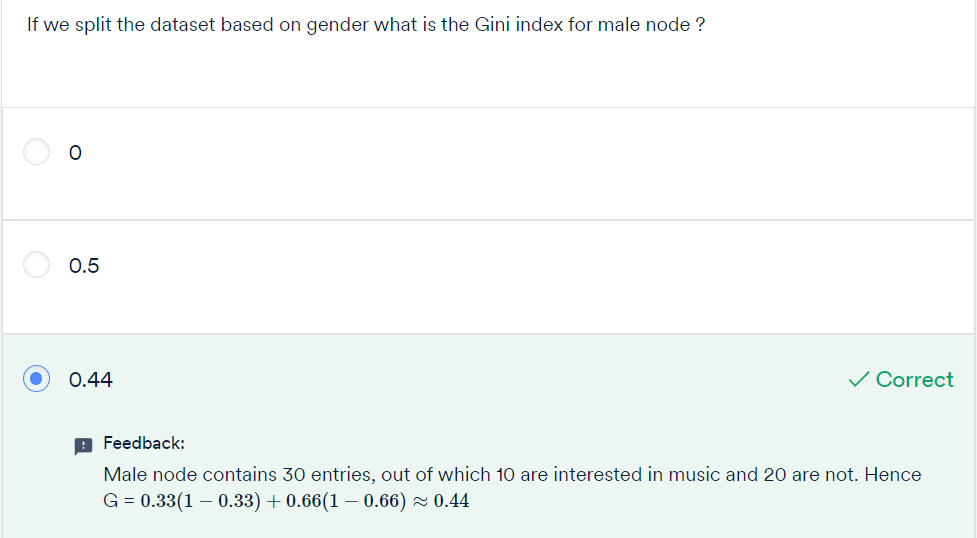 If we split the dataset based on gender what is the Gini index for male node ?
0
0.5
0.44
✓ Correct
Feedback:
Male node contains 30 entries, out of which 10 are interested in music and 20 are not. Hence
G = 0.33(1 − 0.33) + 0.66(1 − 0.66) ≈ 0.44